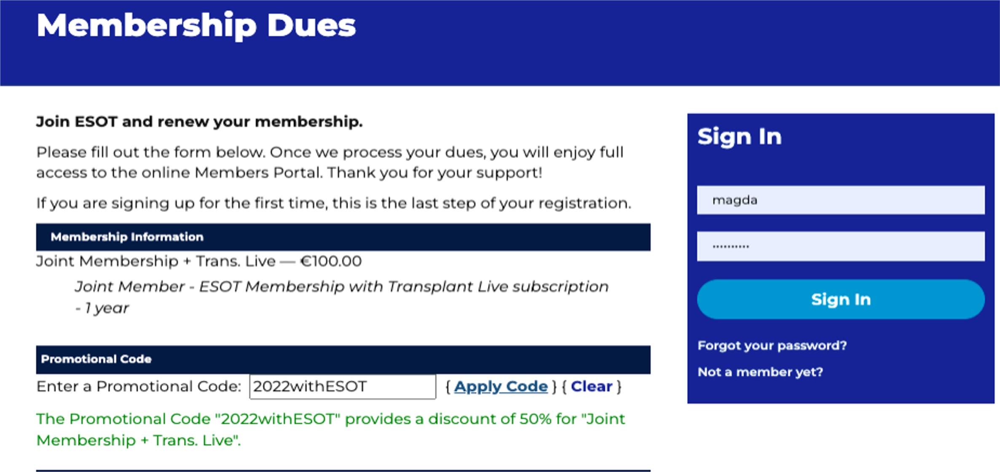 Membership Dues
Join ESOT and renew your membership.
Please fill out the form below. Once we process your dues, you will enjoy full
access to the online Members Portal. Thank you for your support!
If you are signing up for the first time, this is the last step of your registration.
Membership Information
Joint Membership + Trans. Live — €100.00
Joint Member - ESOT Membership with Transplant Live subscription
- 1 year
Promotional Code
Enter a Promotional Code: 2022withESOT { Apply Code } { Clear }
The Promotional Code "2022withESOT" provides a discount of 50% for "Joint
Membership + Trans. Live".
Sign In
magda
••••••••••
Sign In
Forgot your password?
Not a member yet?